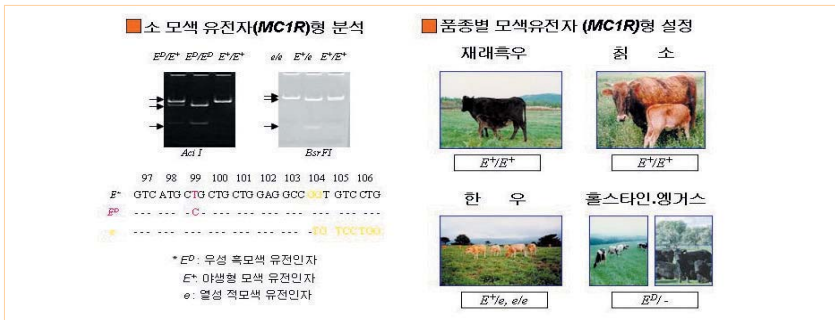 소 모색 유전자(MC1R)형 분석
E^D/E^+ E^D/E^D E^+/E^+
e/e E^+/e E^+/E^+
Aci I
BsrFI
97 98 99 100 101 102 103 104 105 106
E^+ GTC ATG CTG CTG CTG GAG GCC GGT GTC CTG
E^D --- --- -C- --- --- --- --- --- --- ---
e --- --- --- --- --- --- --- -TG TCC TGG
* E^D : 우성 흑모색 유전인자
E^+: 야생형 모색 유전인자
e : 열성 적모색 유전인자
품종별 모색유전자 (MC1R)형 설정
재래흑우
칡 소
E^+/E^+
E^+/E^+
한 우
홀스타인.엥거스
E^+/e, e/e
E^D/ -